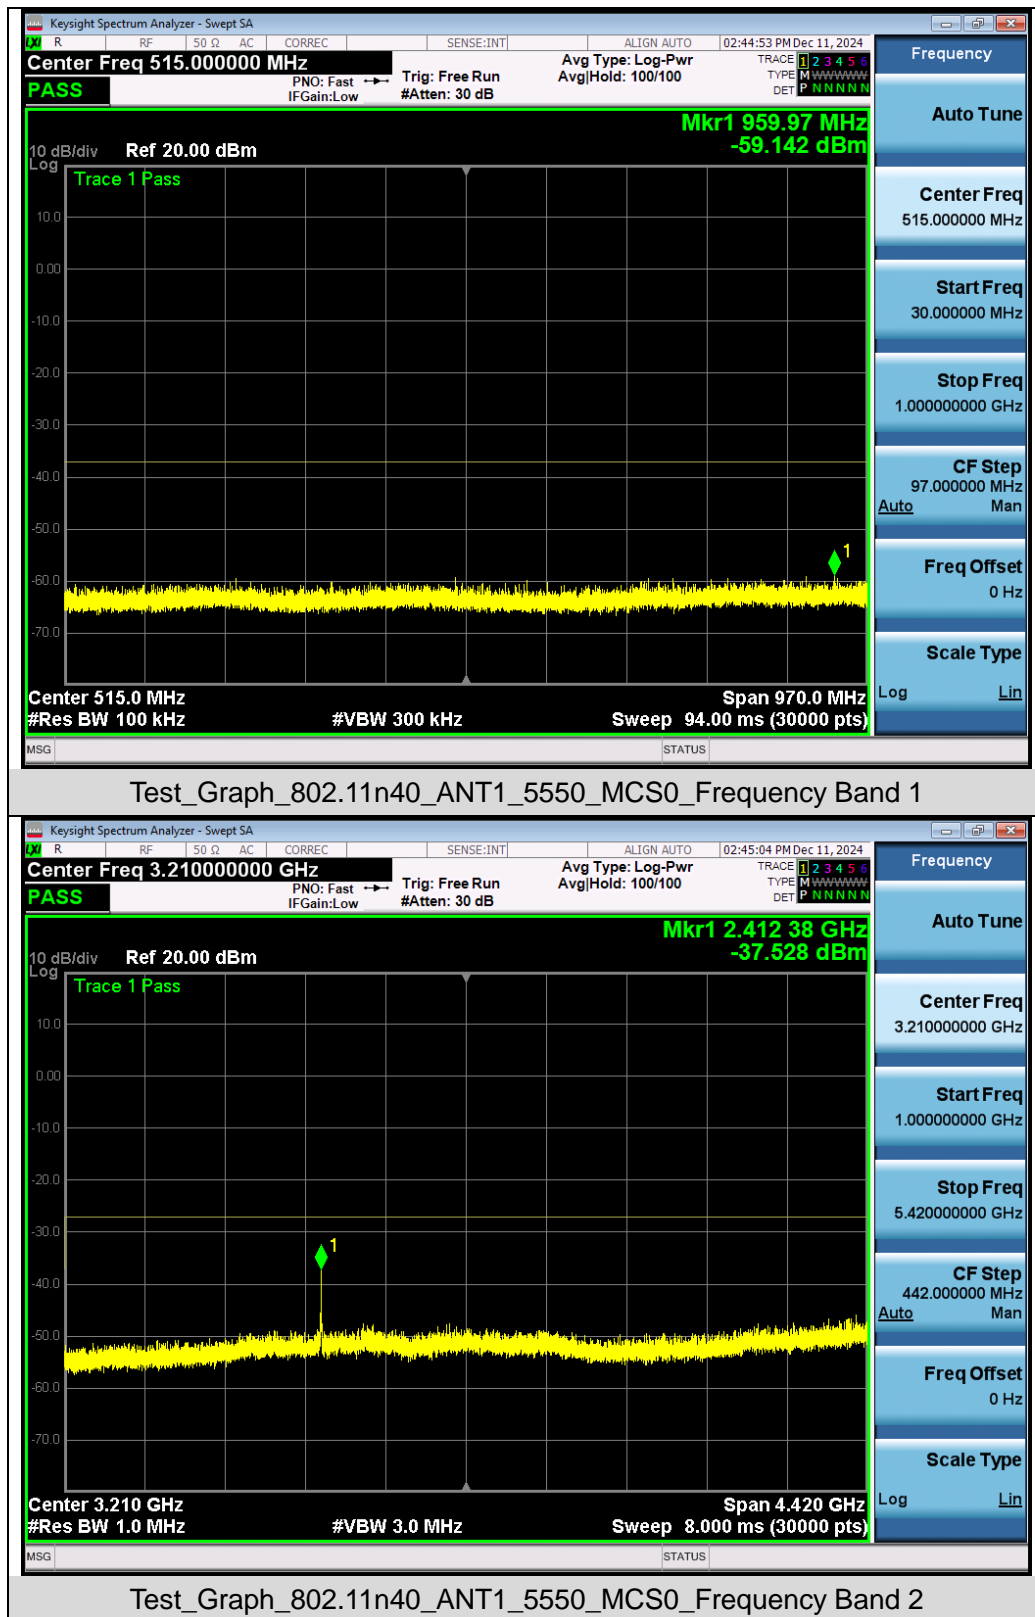 Keysight Spectrum Analyzer - Swept SA
LXI R RF 50 Ω AC CORREC SENSE:INT ALIGN AUTO 02:44:53 PM Dec 11, 2024
Center Freq 515.000000 MHz
PASS
PNO: Fast
IFGain:Low
Trig: Free Run
#Atten: 30 dB
Avg Type: Log-Pwr
Avg|Hold: 100/100
TRACE 1 2 3 4 5 6
TYPE M WWWWW
DET P N N N N N
Mkr1 959.97 MHz
-59.142 dBm
10 dB/div Ref 20.00 dBm
Log
Trace 1 Pass
10.0
0.00
-10.0
-20.0
-30.0
-40.0
-50.0
-60.0
-70.0
1
Center 515.0 MHz Span 970.0 MHz
#Res BW 100 kHz #VBW 300 kHz Sweep 94.00 ms (30000 pts)
MSG STATUS
Frequency
Auto Tune
Center Freq
515.000000 MHz
Start Freq
30.000000 MHz
Stop Freq
1.000000000 GHz
CF Step
97.000000 MHz
Auto Man
Freq Offset
0 Hz
Scale Type
Log Lin
Test_Graph_802.11n40_ANT1_5550_MCS0_Frequency Band 1
Keysight Spectrum Analyzer - Swept SA
LXI R RF 50 Ω AC CORREC SENSE:INT ALIGN AUTO 02:45:04 PM Dec 11, 2024
Center Freq 3.210000000 GHz
PASS
PNO: Fast
IFGain:Low
Trig: Free Run
#Atten: 30 dB
Avg Type: Log-Pwr
Avg|Hold: 100/100
TRACE 1 2 3 4 5 6
TYPE M WWWWW
DET P N N N N N
Mkr1 2.412 38 GHz
-37.528 dBm
10 dB/div Ref 20.00 dBm
Log
Trace 1 Pass
10.0
0.00
-10.0
-20.0
-30.0
-40.0
-50.0
-60.0
-70.0
1
Center 3.210 GHz Span 4.420 GHz
#Res BW 1.0 MHz #VBW 3.0 MHz Sweep 8.000 ms (30000 pts)
MSG STATUS
Frequency
Auto Tune
Center Freq
3.210000000 GHz
Start Freq
1.000000000 GHz
Stop Freq
5.420000000 GHz
CF Step
442.000000 MHz
Auto Man
Freq Offset
0 Hz
Scale Type
Log Lin
Test_Graph_802.11n40_ANT1_5550_MCS0_Frequency Band 2